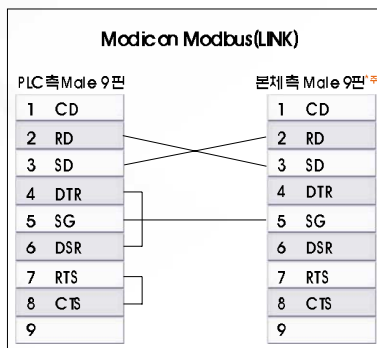 Modicon Modbus(LINK)
PLC측Male 9핀 본체측 Male 9핀*주
1 CD 1 CD
2 RD 2 RD
3 SD 3 SD
4 DTR 4 DTR
5 SG 5 SG
6 DSR 6 DSR
7 RTS 7 RTS
8 CTS 8 CTS
9 9